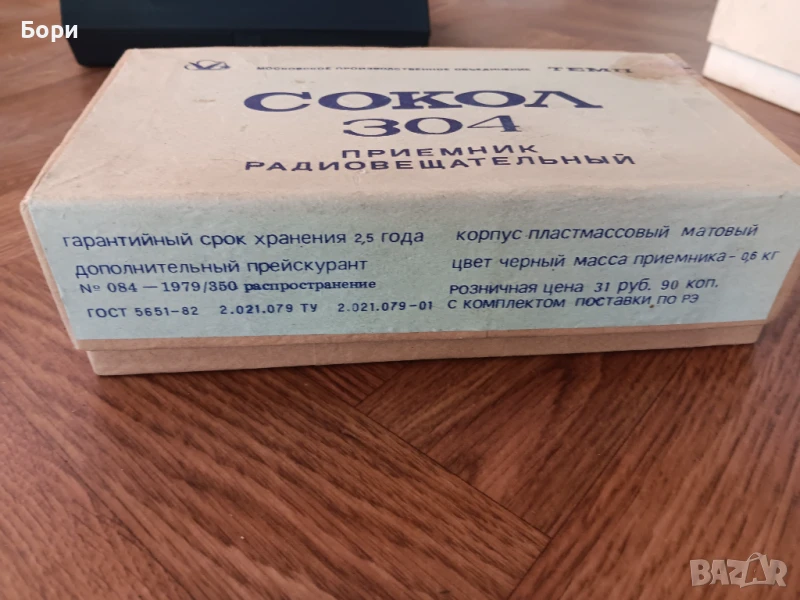 Бори
МОСКОВСКОЕ ПРОИЗВОДСТВЕННОЕ ОБЪЕДИНЕНИЕ ТЕМП
СОКОЛ
304
ПРИЕМНИК
РАДИОВЕЩАТЕЛЬНЫЙ
гарантийный срок хранения 2,5 года
дополнительный прейскурант
№ 084 — 1979/350 распространение
ГОСТ 5651-82 2.021.079 ТУ 2.021.079-01
корпус пластмассовый матовый
цвет черный масса приемника - 0,6 кг
розничная цена 31 руб. 90 коп.
с комплектом поставки по РЭ
BAZAR